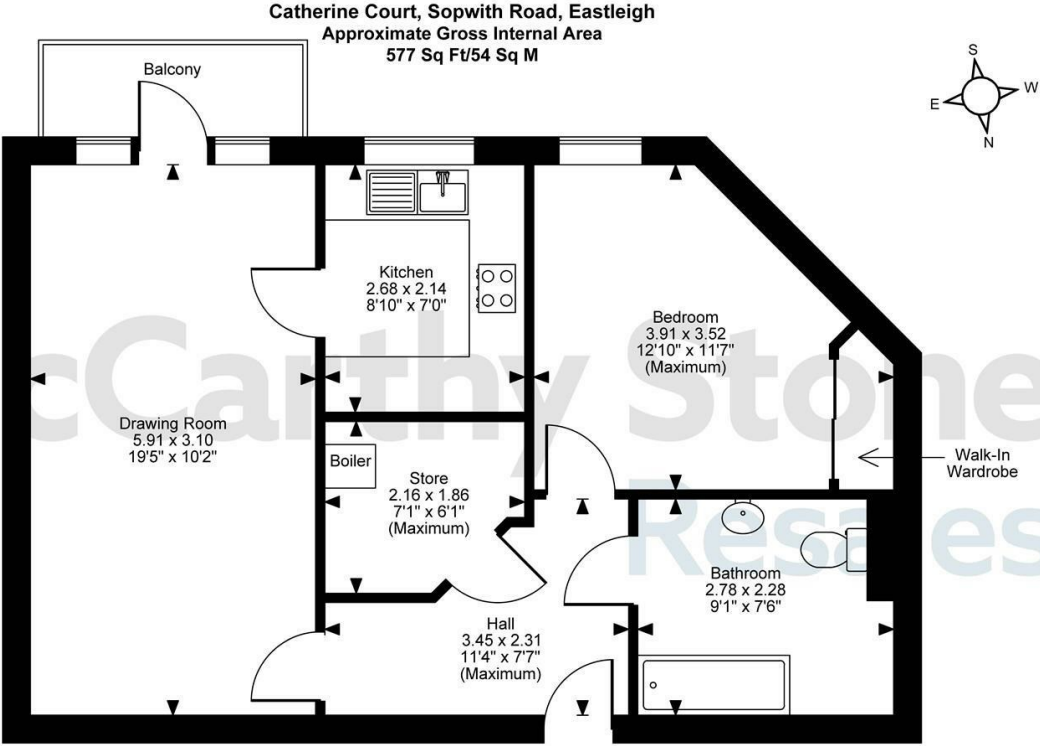 Catherine Court, Sopwith Road, Eastleigh
Approximate Gross Internal Area
577 Sq Ft/54 Sq M
S
W
E
N
Balcony
Kitchen
2.68 x 2.14
8'10" x 7'0"
Bedroom
3.91 x 3.52
12'10" x 11'7"
(Maximum)
Drawing Room
5.91 x 3.10
19'5" x 10'2"
Boiler
Store
2.16 x 1.86
7'1" x 6'1"
(Maximum)
Walk-In
Wardrobe
Bathroom
2.78 x 2.28
9'1" x 7'6"
Hall
3.45 x 2.31
11'4" x 7'7"
(Maximum)
cCarthy Stone
Resales